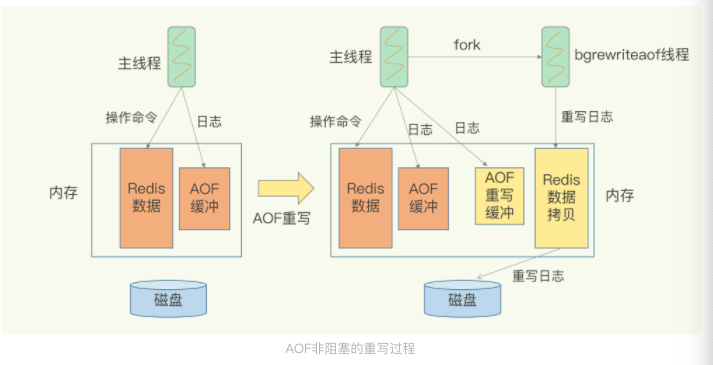 主线程
操作命令
日志
内存
Redis
数据
AOF
缓冲
磁盘
AOF重写
主线程
fork
bgrewriteaof线程
操作命令
日志
日志
重写日志
Redis
数据
AOF
缓冲
AOF
重写
缓冲
Redis
数据
拷贝
内存
重写日志
磁盘
AOF非阻塞的重写过程